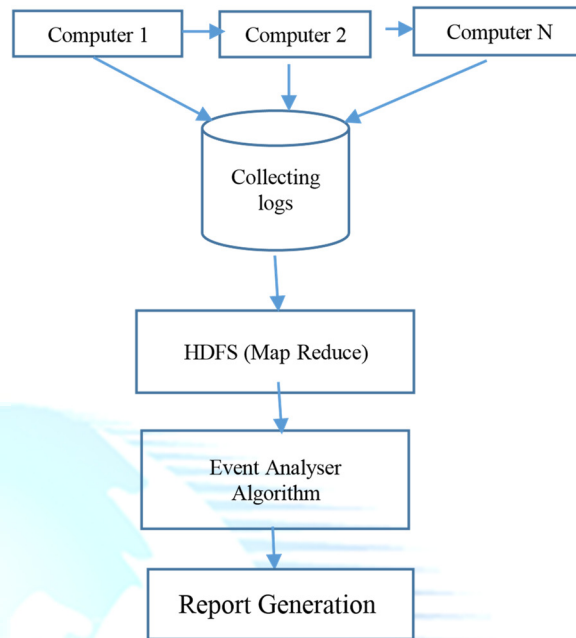 Computer 1
Computer 2
Computer N
Collecting
logs
HDFS (Map Reduce)
Event Analyser
Algorithm
Report Generation